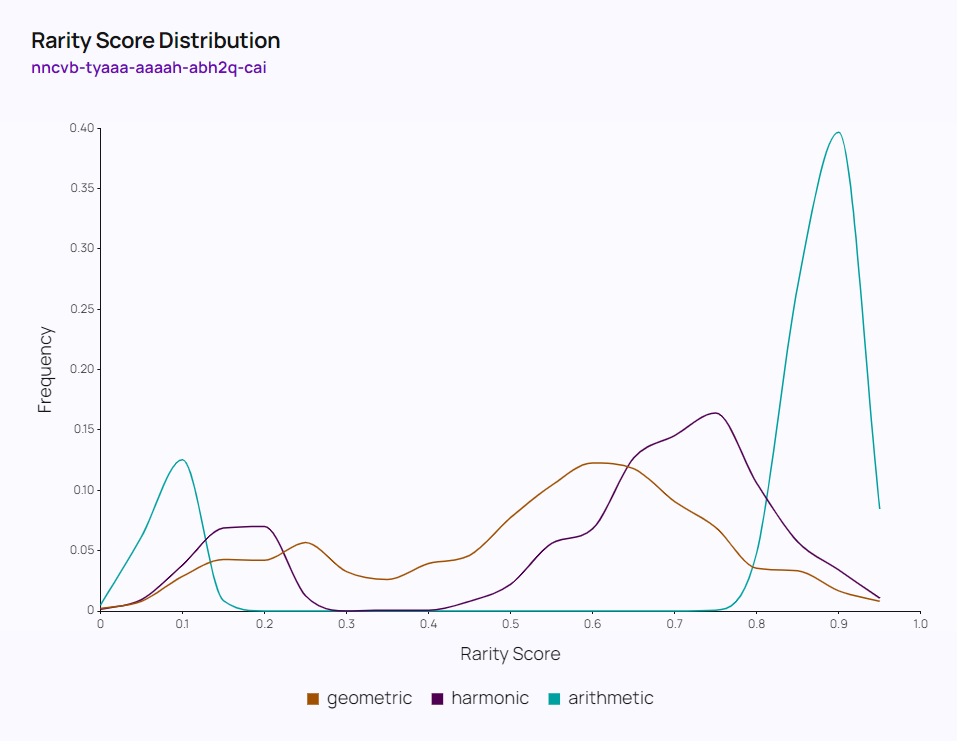 Rarity Score Distribution
nncvb-tyaaa-aaaah-abh2q-cai
0.40
0.35
0.30
0.25
Frequency
0.20
0.15
0.10
0.05
0
0 0.1 0.2 0.3 0.4 0.5 0.6 0.7 0.8 0.9 1.0
Rarity Score
geometric harmonic arithmetic